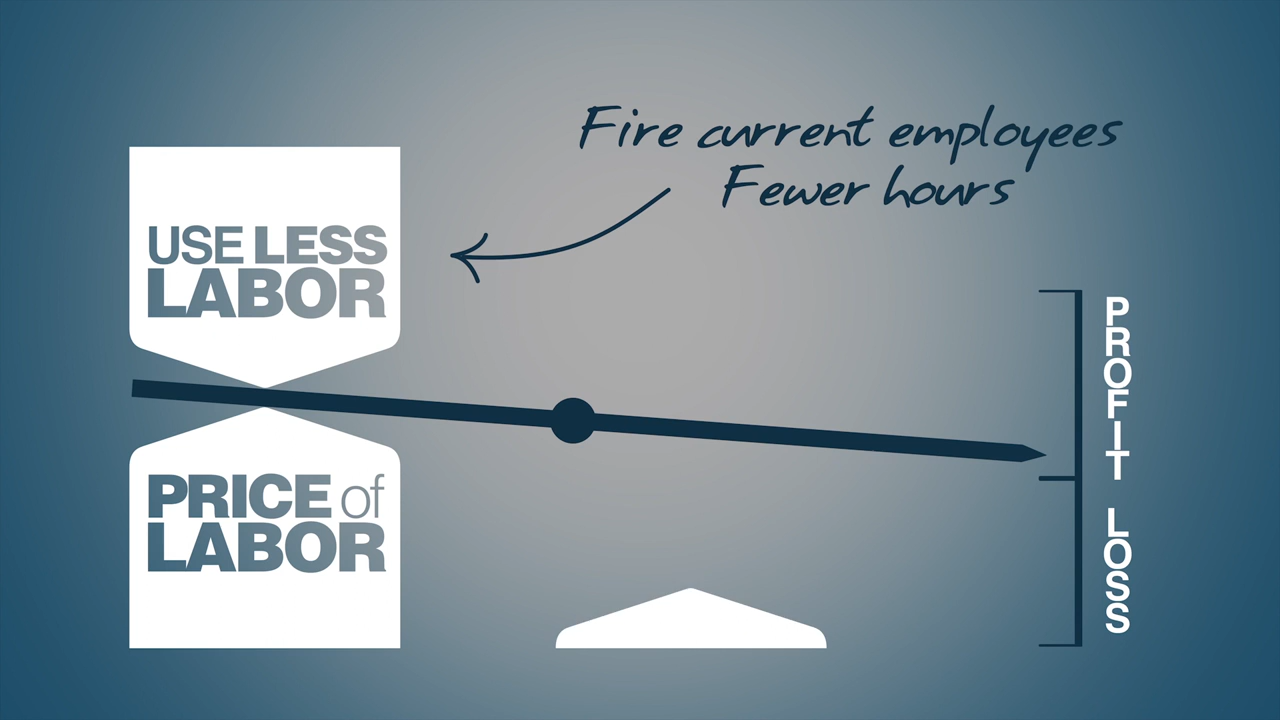 Fire current employees
Fewer hours
USE LESS
LABOR
PRICE of
LABOR
PROFIT
LOSS